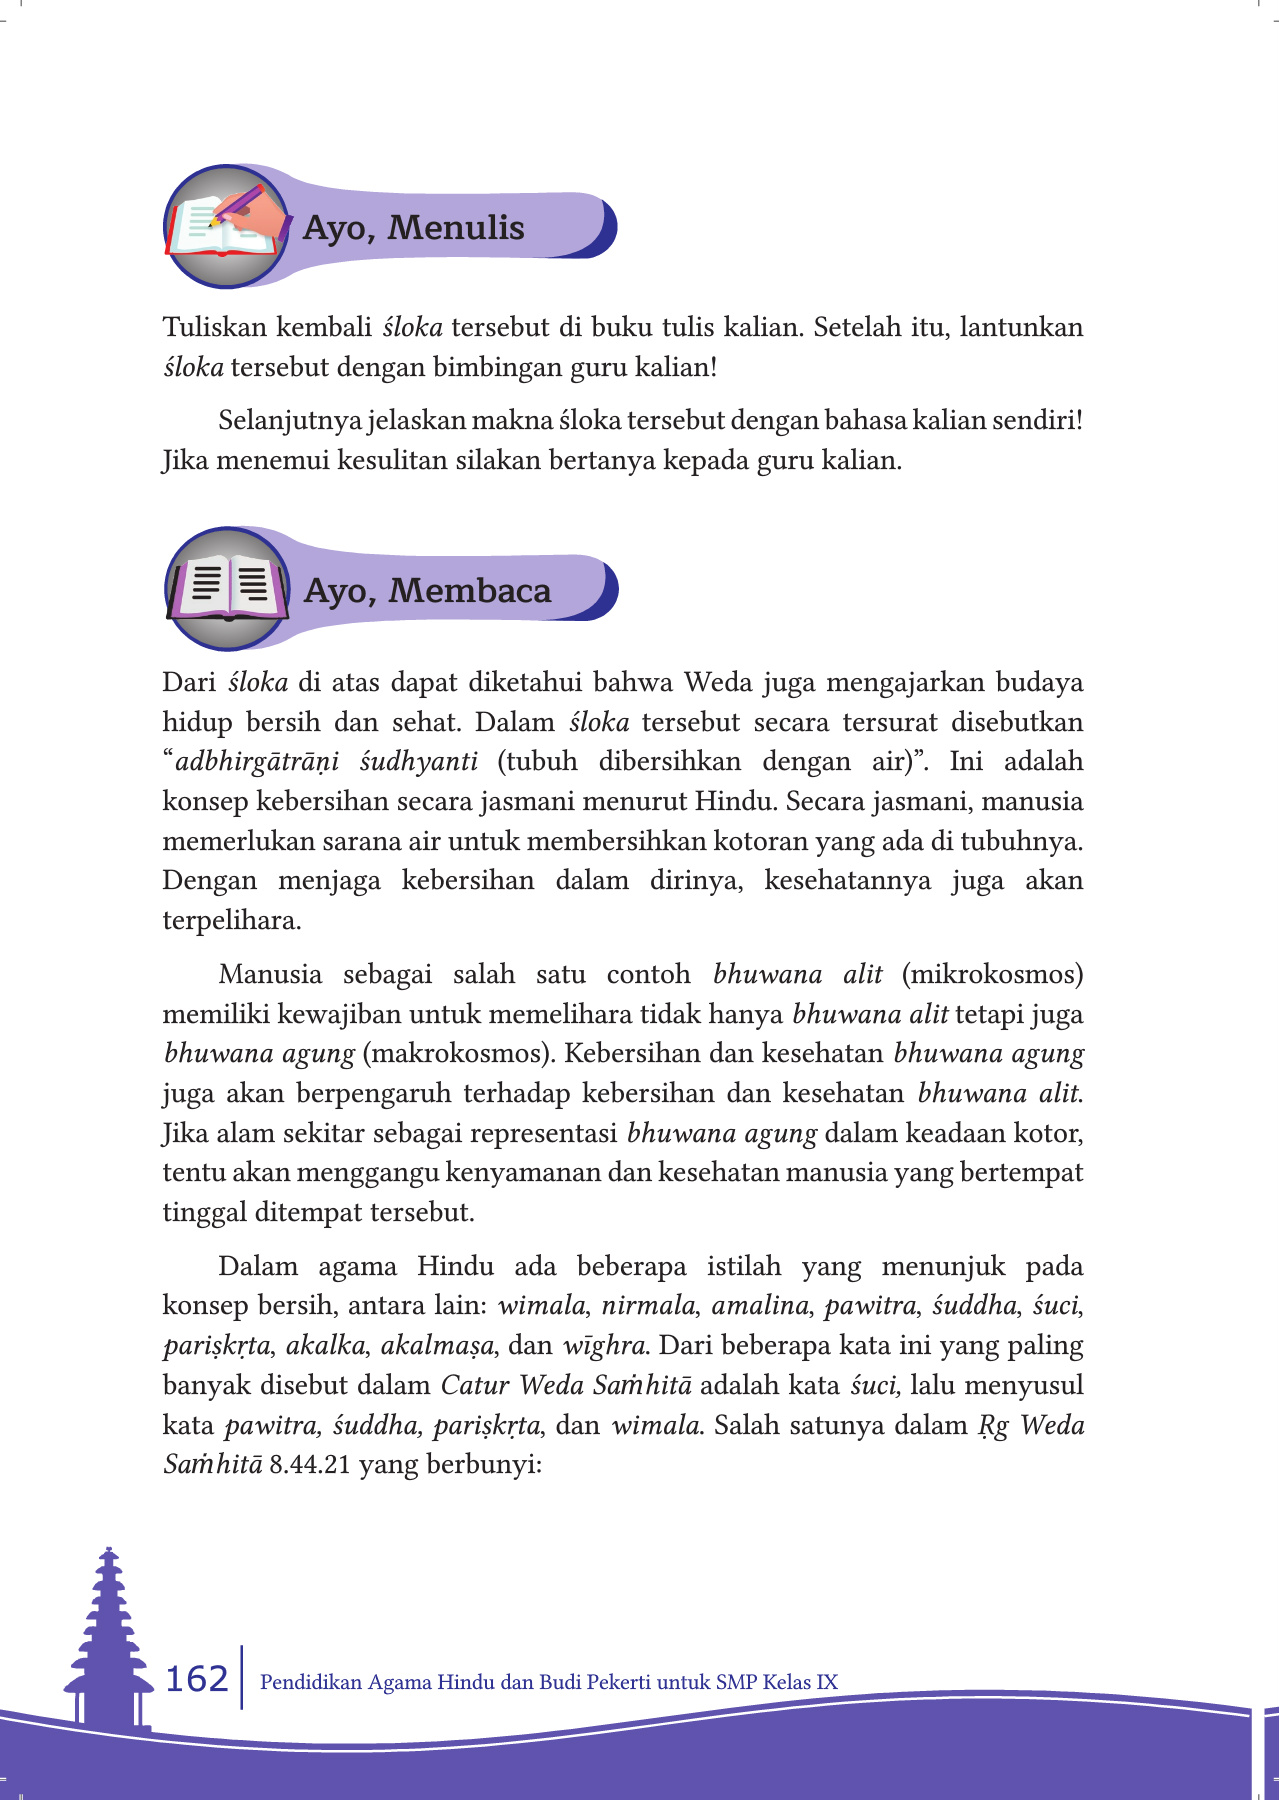 Ayo, Menulis
Tuliskan kembali śloka tersebut di buku tulis kalian. Setelah itu, lantunkan
śloka tersebut dengan bimbingan guru kalian!
Selanjutnya jelaskan makna śloka tersebut dengan bahasa kalian sendiri!
Jika menemui kesulitan silakan bertanya kepada guru kalian.
Ayo, Membaca
Dari śloka di atas dapat diketahui bahwa Weda juga mengajarkan budaya
hidup bersih dan sehat. Dalam śloka tersebut secara tersurat disebutkan
“adbhirgātrāṇi śudhyanti (tubuh dibersihkan dengan air)”. Ini adalah
konsep kebersihan secara jasmani menurut Hindu. Secara jasmani, manusia
memerlukan sarana air untuk membersihkan kotoran yang ada di tubuhnya.
Dengan menjaga kebersihan dalam dirinya, kesehatannya juga akan
terpelihara.
Manusia sebagai salah satu contoh bhuwana alit (mikrokosmos)
memiliki kewajiban untuk memelihara tidak hanya bhuwana alit tetapi juga
bhuwana agung (makrokosmos). Kebersihan dan kesehatan bhuwana agung
juga akan berpengaruh terhadap kebersihan dan kesehatan bhuwana alit.
Jika alam sekitar sebagai representasi bhuwana agung dalam keadaan kotor,
tentu akan menggangu kenyamanan dan kesehatan manusia yang bertempat
tinggal ditempat tersebut.
Dalam agama Hindu ada beberapa istilah yang menunjuk pada
konsep bersih, antara lain: wimala, nirmala, amalina, pawitra, śuddha, śuci,
pariṣkṛta, akalka, akalmaṣa, dan wīghra. Dari beberapa kata ini yang paling
banyak disebut dalam Catur Weda Saṁhitā adalah kata śuci, lalu menyusul
kata pawitra, śuddha, pariṣkṛta, dan wimala. Salah satunya dalam Ṛg Weda
Saṁhitā 8.44.21 yang berbunyi:
162
Pendidikan Agama Hindu dan Budi Pekerti untuk SMP Kelas IX